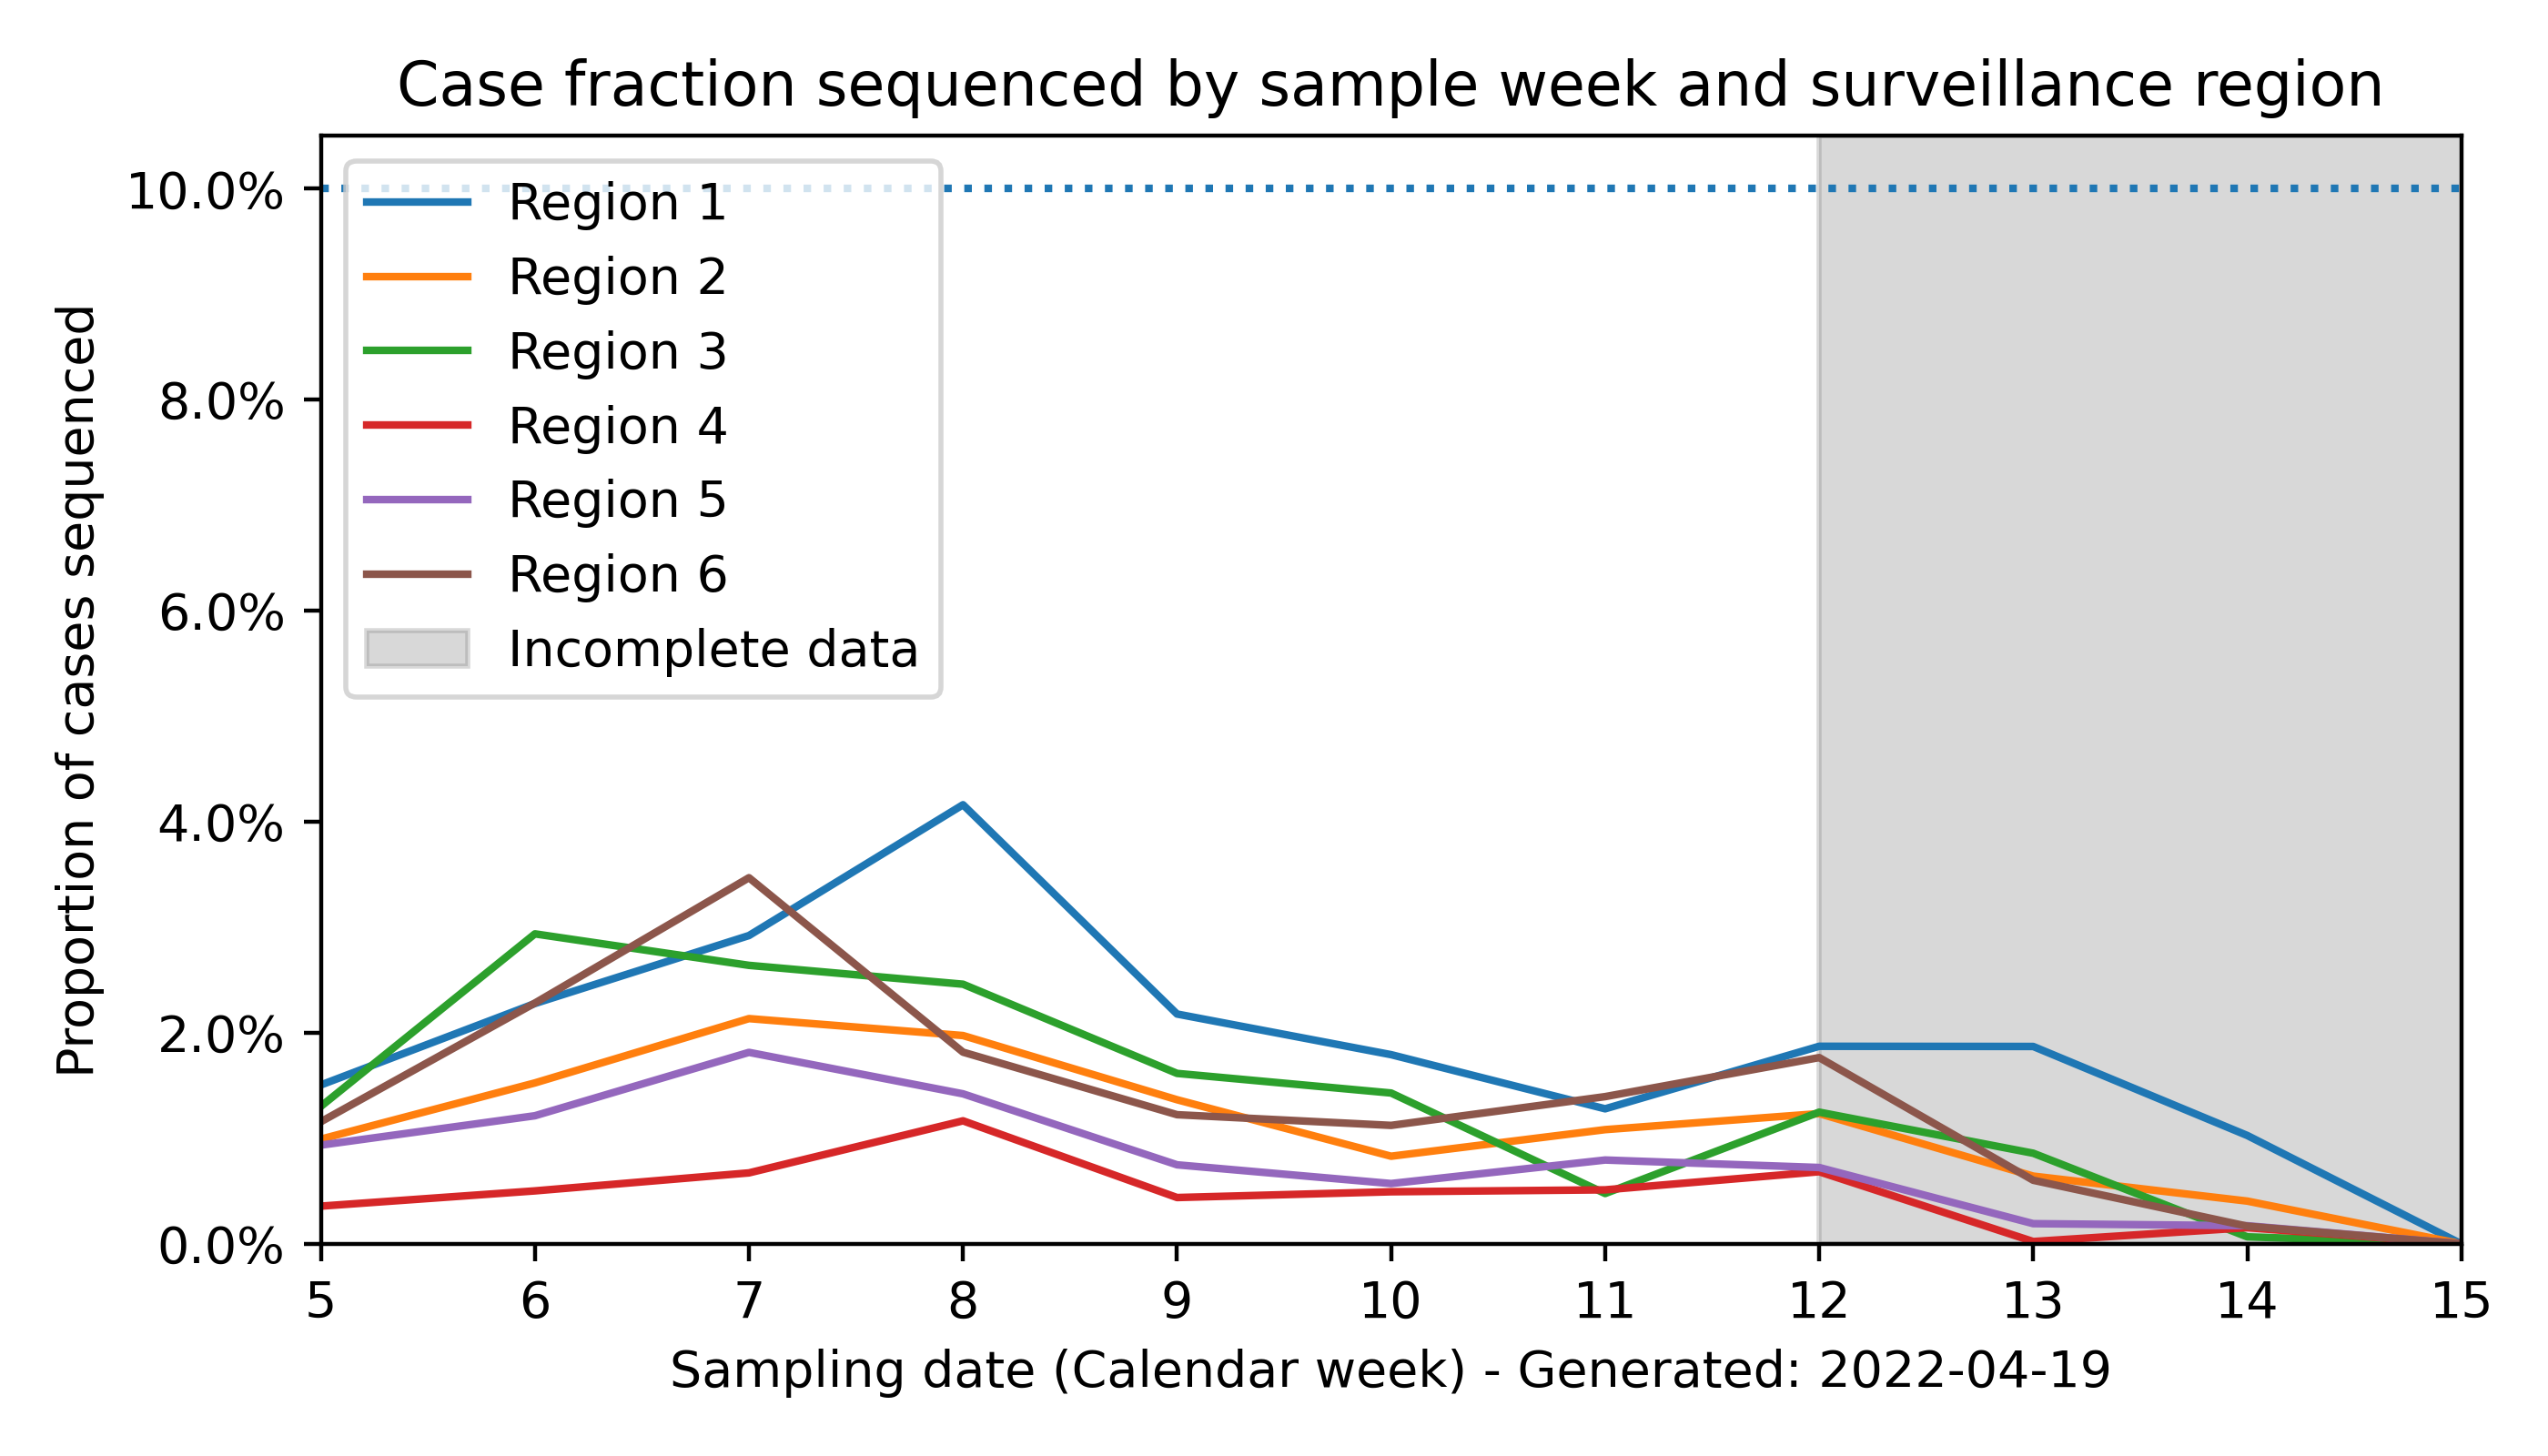 Case fraction sequenced by sample week and surveillance region
Proportion of cases sequenced
10.0%
8.0%
6.0%
4.0%
2.0%
0.0%
Region 1
Region 2
Region 3
Region 4
Region 5
Region 6
Incomplete data
5 6 7 8 9 10 11 12 13 14 15
Sampling date (Calendar week) - Generated: 2022-04-19